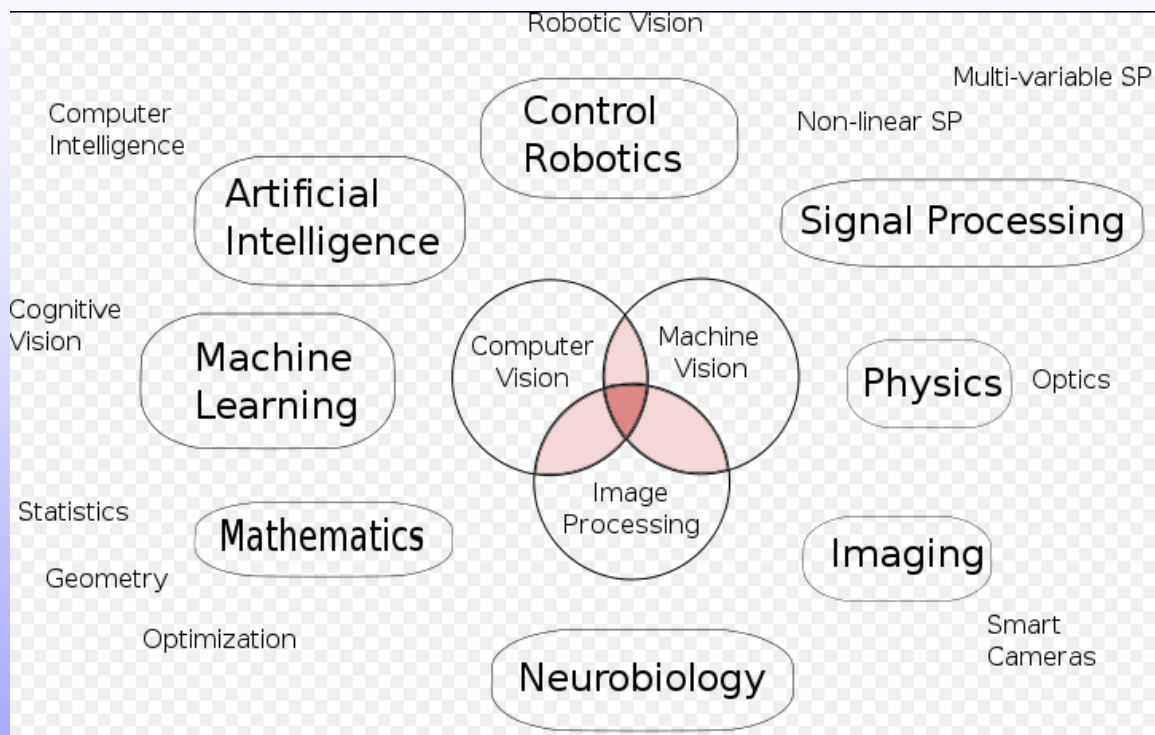 Robotic Vision
Multi-variable SP
Computer
Intelligence
Control
Robotics
Non-linear SP
Artificial
Intelligence
Signal Processing
Cognitive
Vision
Machine
Learning
Computer
Vision
Machine
Vision
Physics
Optics
Image
Processing
Statistics
Mathematics
Geometry
Imaging
Optimization
Smart
Cameras
Neurobiology